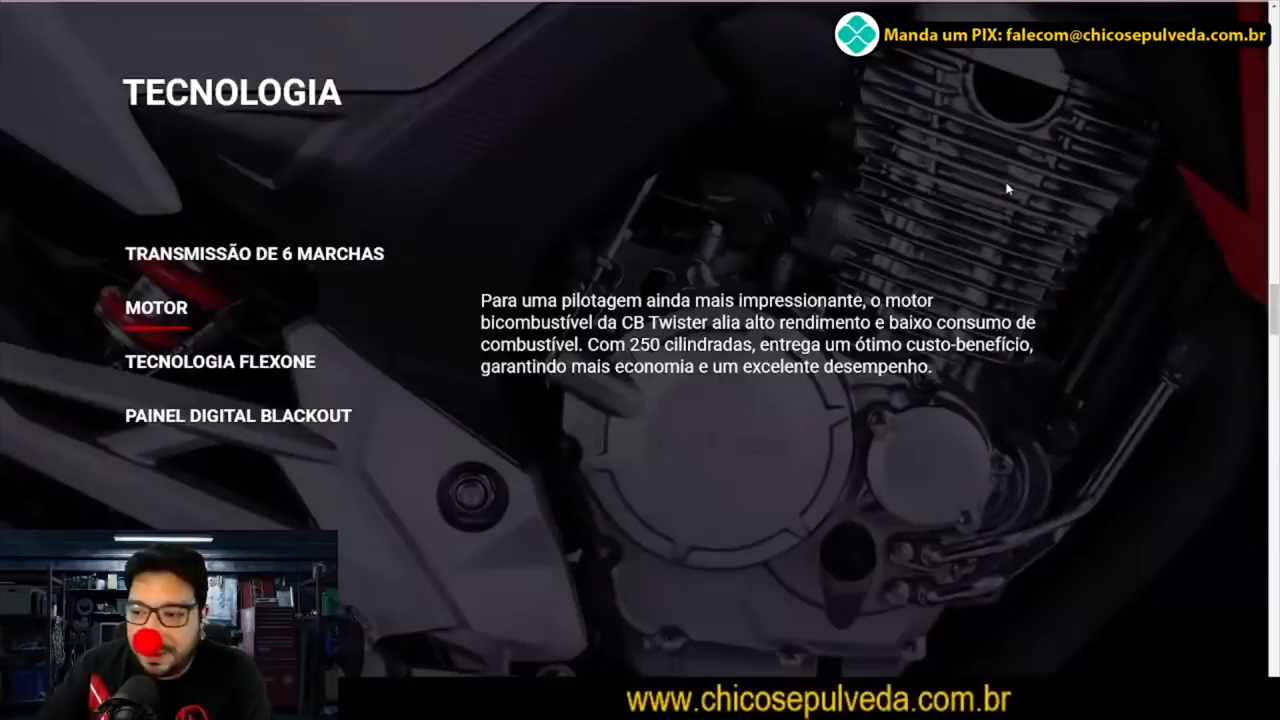 Manda um PIX: falecom@chicosepulveda.com.br
TECNOLOGIA
TRANSMISSÃO DE 6 MARCHAS
MOTOR
TECNOLOGIA FLEXONE
PAINEL DIGITAL BLACKOUT
Para uma pilotagem ainda mais impressionante, o motor
bicombustível da CB Twister alia alto rendimento e baixo consumo de
combustível. Com 250 cilindradas, entrega um ótimo custo-benefício,
garantindo mais economia e um excelente desempenho.
www.chicosepulveda.com.br